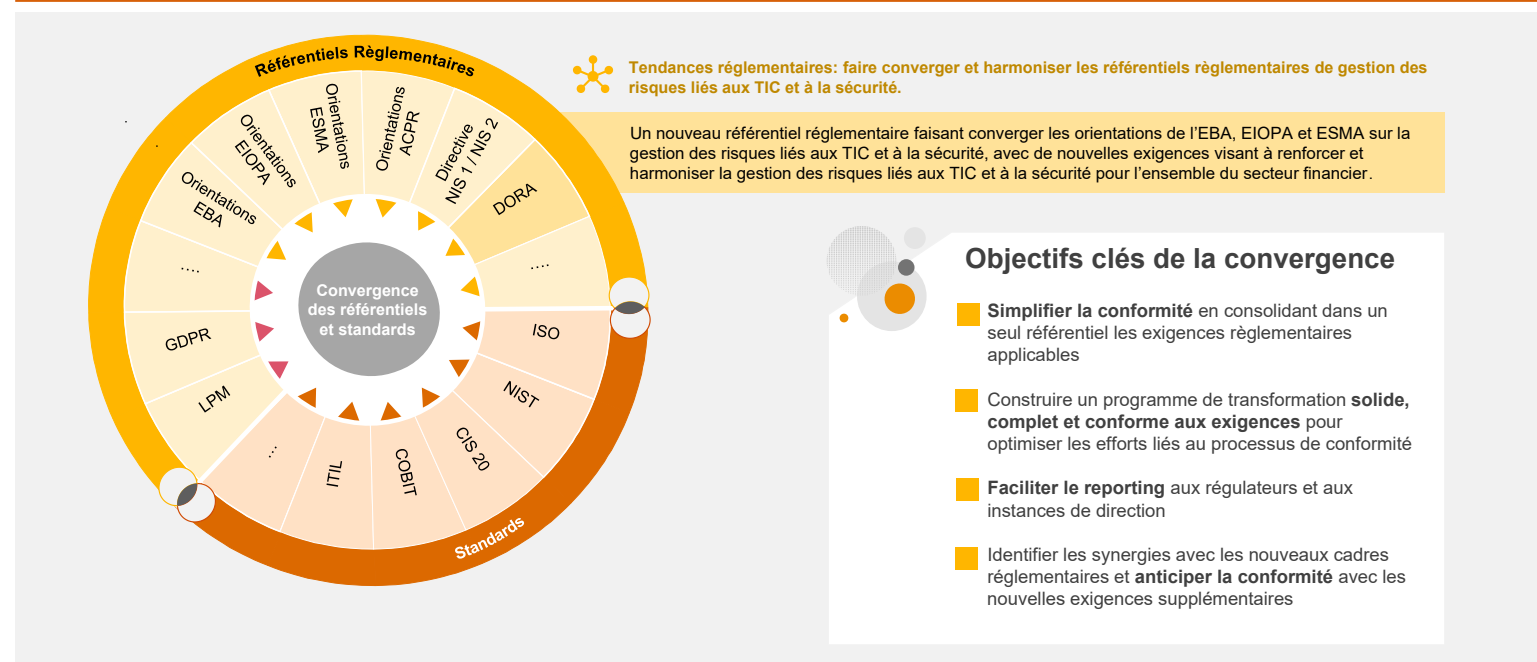 Référentiels Règlementaires
Orientations
EBA
Orientations
EIOPA
Orientations
ESMA
Orientations
ACPR
Directive
NIS 1 / NIS 2
DORA
....
ISO
NIST
CIS 20
COBIT
ITIL
...
LPM
GDPR
....
Convergence
des référentiels
et standards
Standards
Tendances réglementaires: faire converger et harmoniser les référentiels règlementaires de gestion des
risques liés aux TIC et à la sécurité.
Un nouveau référentiel réglementaire faisant converger les orientations de l'EBA, EIOPA et ESMA sur la
gestion des risques liés aux TIC et à la sécurité, avec de nouvelles exigences visant à renforcer et
harmoniser la gestion des risques liés aux TIC et à la sécurité pour l'ensemble du secteur financier.
Objectifs clés de la convergence
Simplifier la conformité en consolidant dans un
seul référentiel les exigences règlementaires
applicables
Construire un programme de transformation solide,
complet et conforme aux exigences pour
optimiser les efforts liés au processus de conformité
Faciliter le reporting aux régulateurs et aux
instances de direction
Identifier les synergies avec les nouveaux cadres
réglementaires et anticiper la conformité avec les
nouvelles exigences supplémentaires